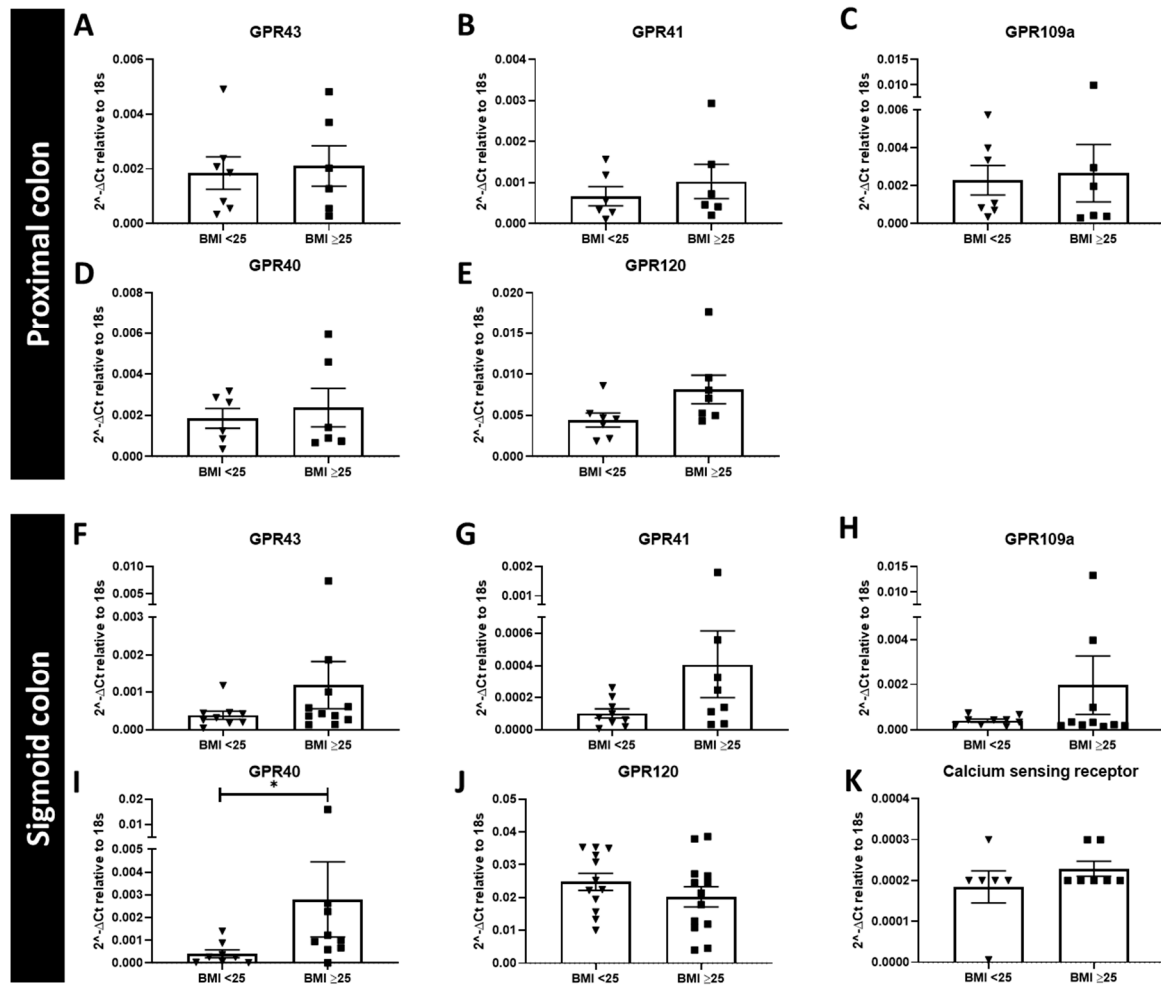 Proximal colon
A
GPR43
2^-ΔCt relative to 18s
0.006
0.004
0.002
0.000
BMI <25
BMI ≥25
B
GPR41
2^-ΔCt relative to 18s
0.004
0.003
0.002
0.001
0.000
BMI <25
BMI ≥25
C
GPR109a
2^-ΔCt relative to 18s
0.015
0.010
0.006
0.004
0.002
0.000
BMI <25
BMI ≥25
D
GPR40
2^-ΔCt relative to 18s
0.008
0.006
0.004
0.002
0.000
BMI <25
BMI ≥25
E
GPR120
2^-ΔCt relative to 18s
0.020
0.015
0.010
0.005
0.000
BMI <25
BMI ≥25
Sigmoid colon
F
GPR43
2^-ΔCt relative to 18s
0.010
0.005
0.003
0.002
0.001
0.000
BMI <25
BMI ≥25
G
GPR41
2^-ΔCt relative to 18s
0.002
0.001
0.0006
0.0004
0.0002
0.0000
BMI <25
BMI ≥25
H
GPR109a
2^-ΔCt relative to 18s
0.015
0.010
0.004
0.002
0.000
BMI <25
BMI ≥25
I
GPR40
*
2^-ΔCt relative to 18s
0.02
0.01
0.005
0.004
0.003
0.002
0.001
0.000
BMI <25
BMI ≥25
J
GPR120
2^-ΔCt relative to 18s
0.05
0.04
0.03
0.02
0.01
0.00
BMI <25
BMI ≥25
K
Calcium sensing receptor
2^-ΔCt relative to 18s
0.0004
0.0003
0.0002
0.0001
0.0000
BMI <25
BMI ≥25